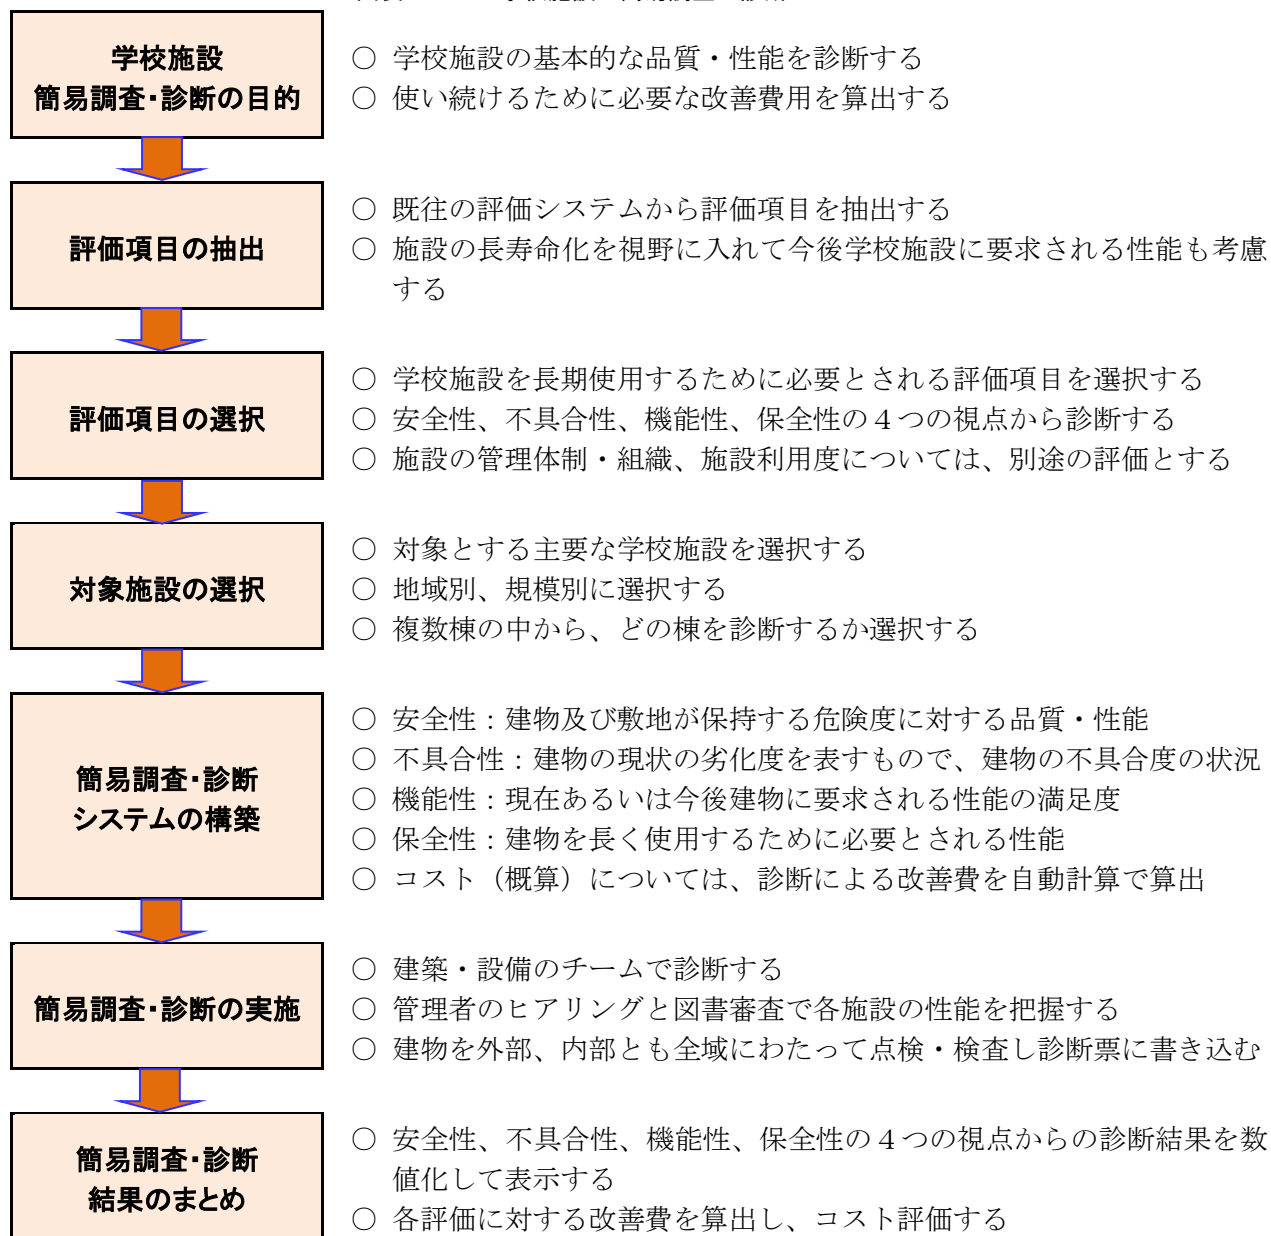 学校施設
簡易調査・診断の目的
○ 学校施設の基本的な品質・性能を診断する
○ 使い続けるために必要な改善費用を算出する
評価項目の抽出
○ 既往の評価システムから評価項目を抽出する
○ 施設の長寿命化を視野に入れて今後学校施設に要求される性能も考慮
する
評価項目の選択
○ 学校施設を長期使用するために必要とされる評価項目を選択する
○ 安全性、不具合性、機能性、保全性の４つの視点から診断する
○ 施設の管理体制・組織、施設利用度については、別途の評価とする
対象施設の選択
○ 対象とする主要な学校施設を選択する
○ 地域別、規模別に選択する
○ 複数棟の中から、どの棟を診断するか選択する
簡易調査・診断
システムの構築
○ 安全性：建物及び敷地が保持する危険度に対する品質・性能
○ 不具合性：建物の現状の劣化度を表すもので、建物の不具合度の状況
○ 機能性：現在あるいは今後建物に要求される性能の満足度
○ 保全性：建物を長く使用するために必要とされる性能
○ コスト（概算）については、診断による改善費を自動計算で算出
簡易調査・診断の実施
○ 建築・設備のチームで診断する
○ 管理者のヒアリングと図書審査で各施設の性能を把握する
○ 建物を外部、内部とも全域にわたって点検・検査し診断票に書き込む
簡易調査・診断
結果のまとめ
○ 安全性、不具合性、機能性、保全性の４つの視点からの診断結果を数
値化して表示する
○ 各評価に対する改善費を算出し、コスト評価する